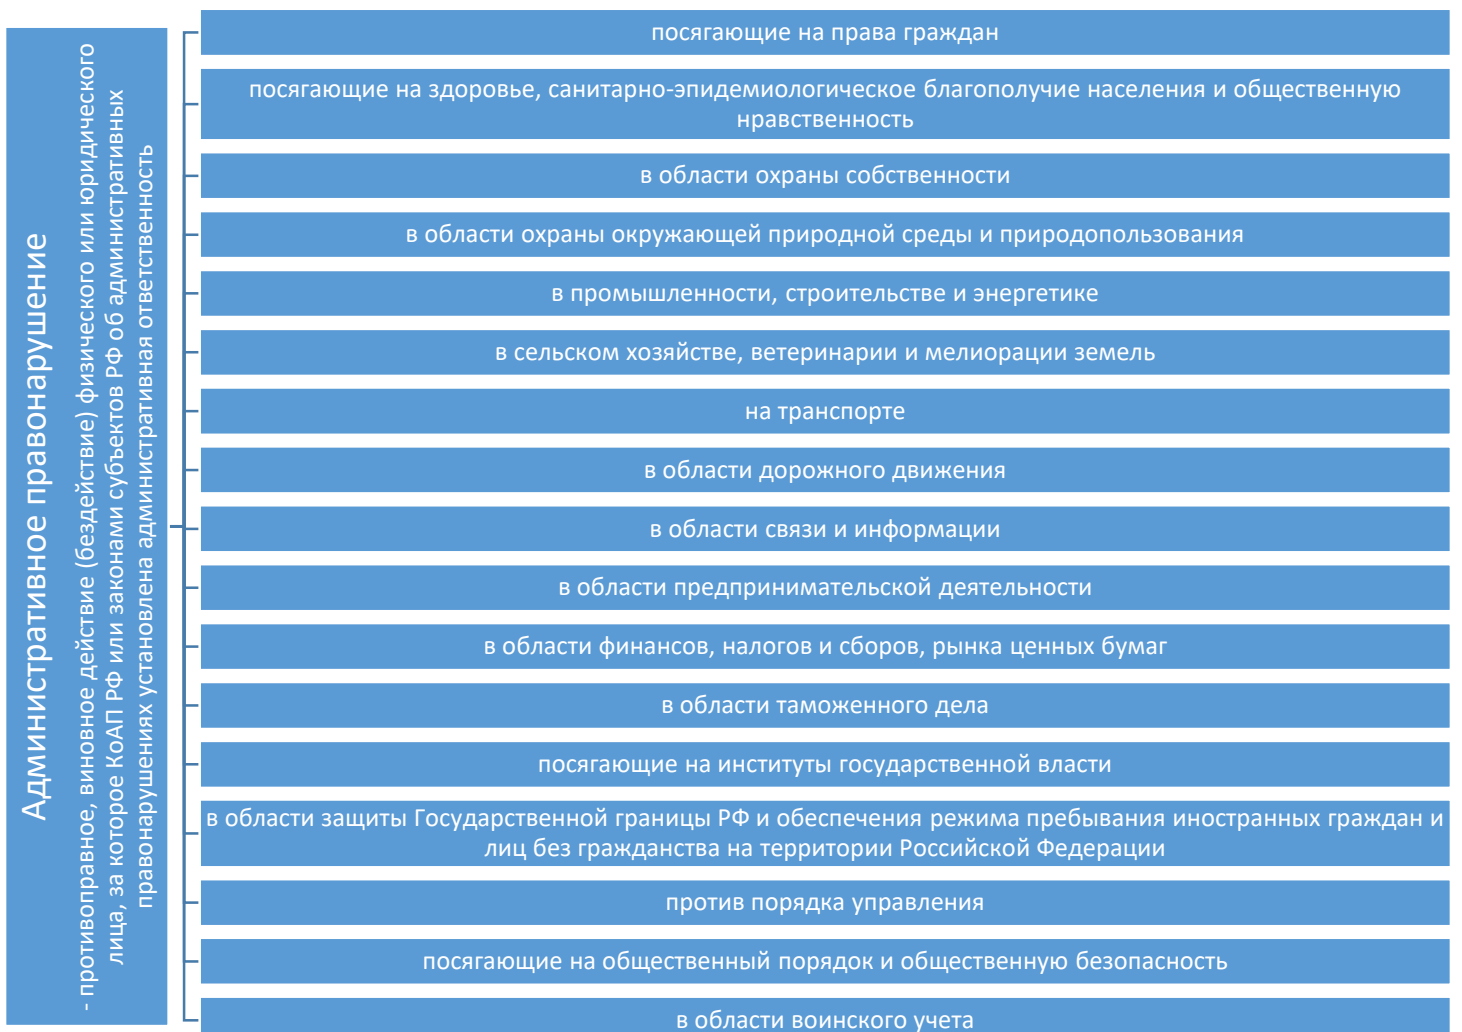 Административное правонарушение
- противоправное, виновное действие (бездействие) физического или юридического
лица, за которое КоАП РФ или законами субъектов РФ об административных
правонарушениях установлена административная ответственность
посягающие на права граждан
посягающие на здоровье, санитарно-эпидемиологическое благополучие населения и общественную
нравственность
в области охраны собственности
в области охраны окружающей природной среды и природопользования
в промышленности, строительстве и энергетике
в сельском хозяйстве, ветеринарии и мелиорации земель
на транспорте
в области дорожного движения
в области связи и информации
в области предпринимательской деятельности
в области финансов, налогов и сборов, рынка ценных бумаг
в области таможенного дела
посягающие на институты государственной власти
в области защиты Государственной границы РФ и обеспечения режима пребывания иностранных граждан и
лиц без гражданства на территории Российской Федерации
против порядка управления
посягающие на общественный порядок и общественную безопасность
в области воинского учета